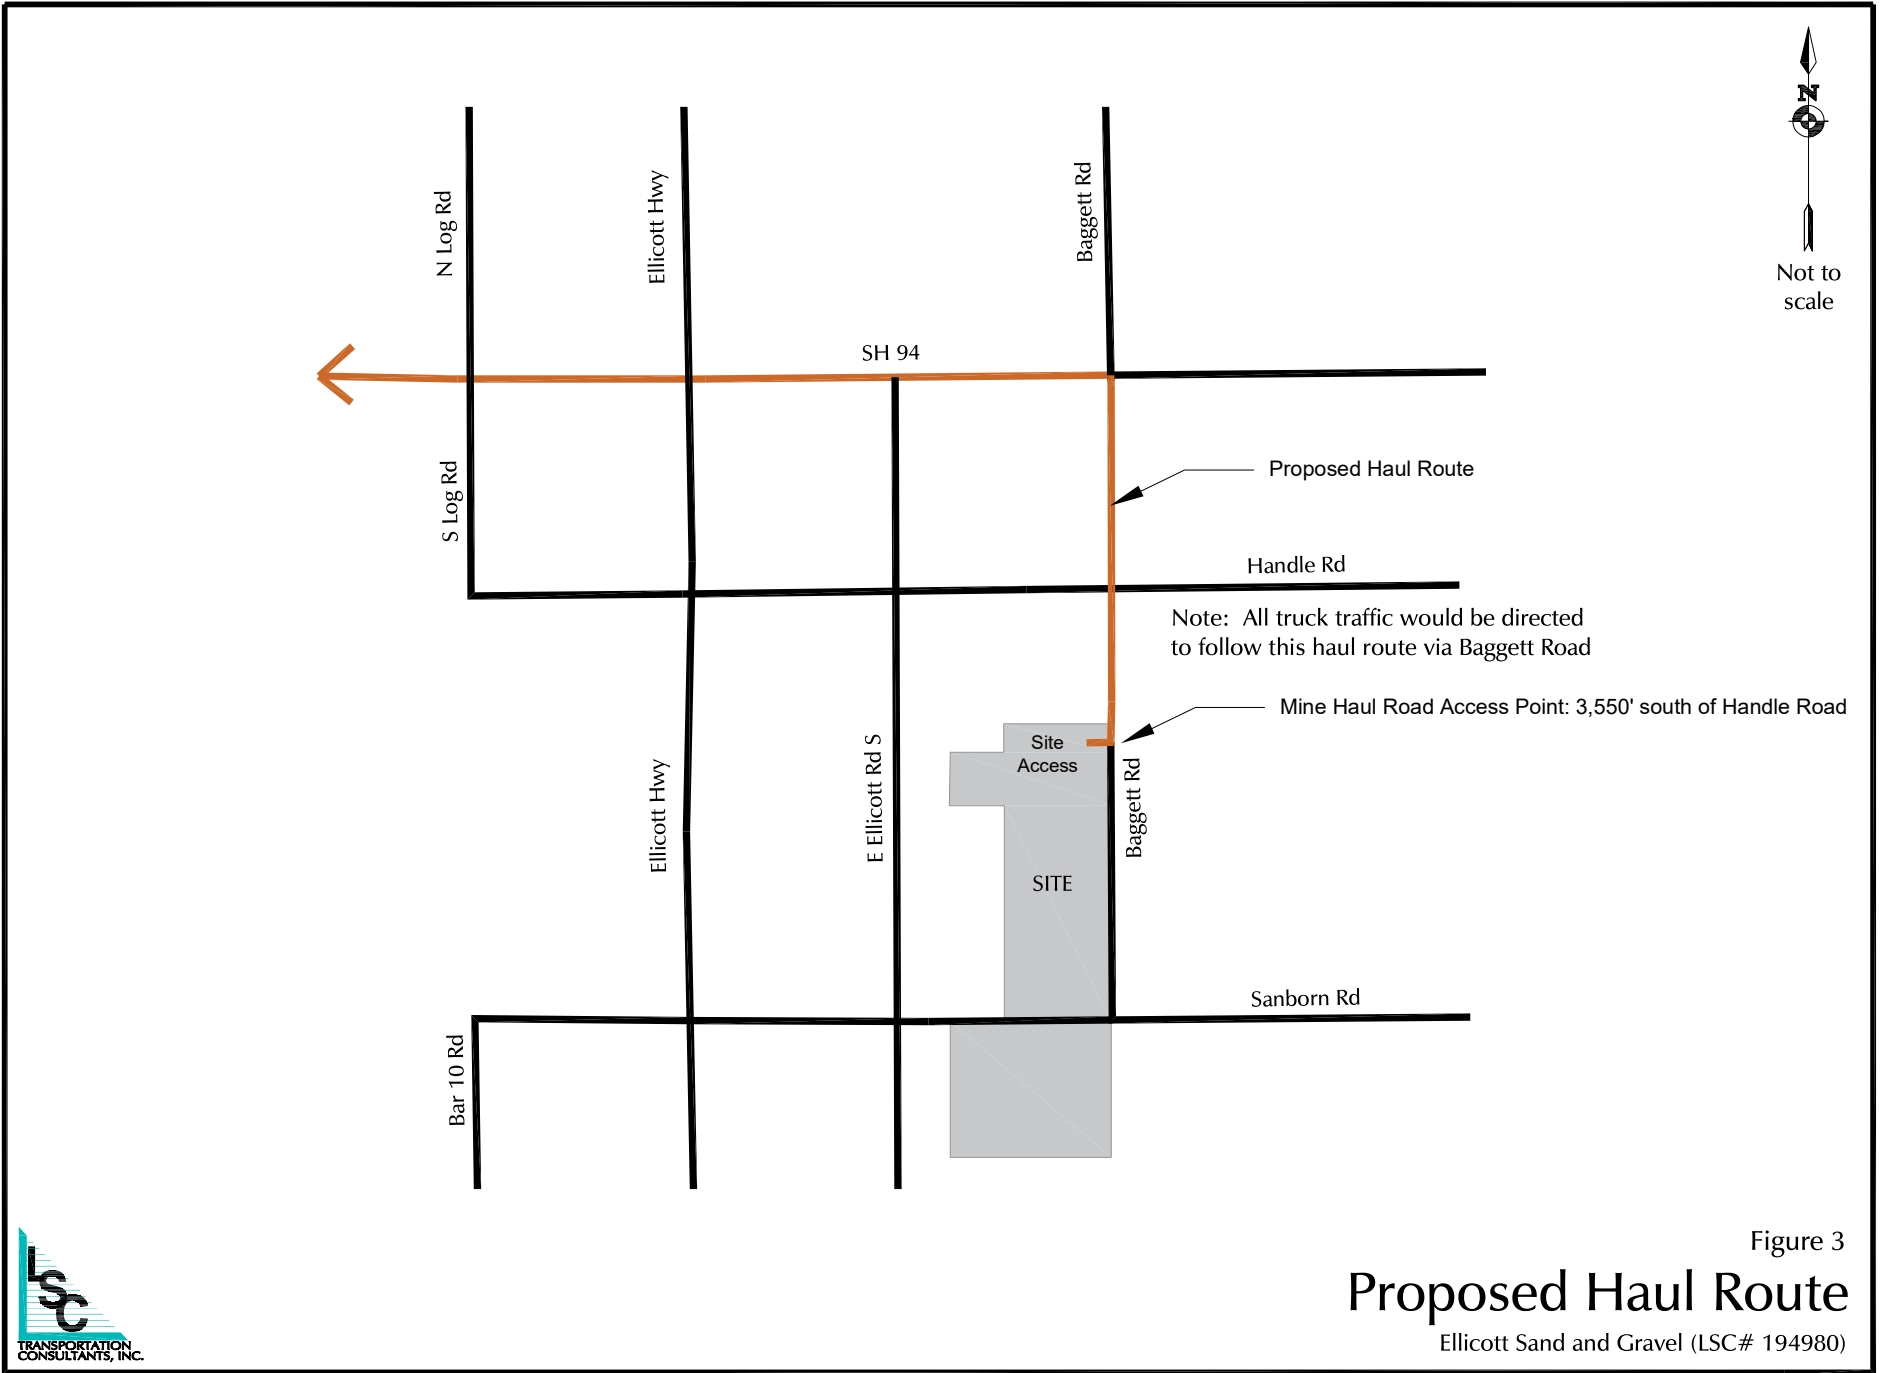 N
Not to
scale
N Log Rd
Ellicott Hwy
Baggett Rd
SH 94
S Log Rd
Proposed Haul Route
Handle Rd
Note:  All truck traffic would be directed
to follow this haul route via Baggett Road
Mine Haul Road Access Point: 3,550' south of Handle Road
Site
Access
Ellicott Hwy
E Ellicott Rd S
Baggett Rd
SITE
Sanborn Rd
Bar 10 Rd
Figure 3
Proposed Haul Route
Ellicott Sand and Gravel (LSC# 194980)
LSC
TRANSPORTATION
CONSULTANTS, INC.